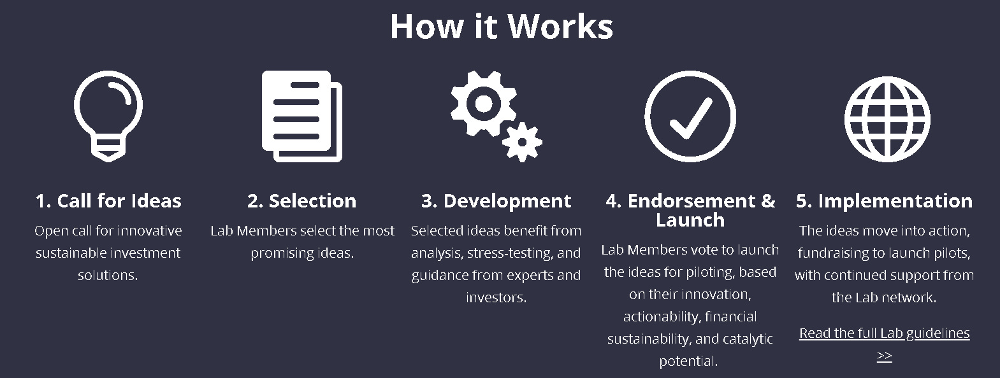 How it Works
1. Call for Ideas
Open call for innovative
sustainable investment
solutions.
2. Selection
Lab Members select the most
promising ideas.
3. Development
Selected ideas benefit from
analysis, stress-testing, and
guidance from experts and
investors.
4. Endorsement &
Launch
Lab Members vote to launch
the ideas for piloting, based
on their innovation,
actionability, financial
sustainability, and catalytic
potential.
5. Implementation
The ideas move into action,
fundraising to launch pilots,
with continued support from
the Lab network.
Read the full Lab guidelines
>>